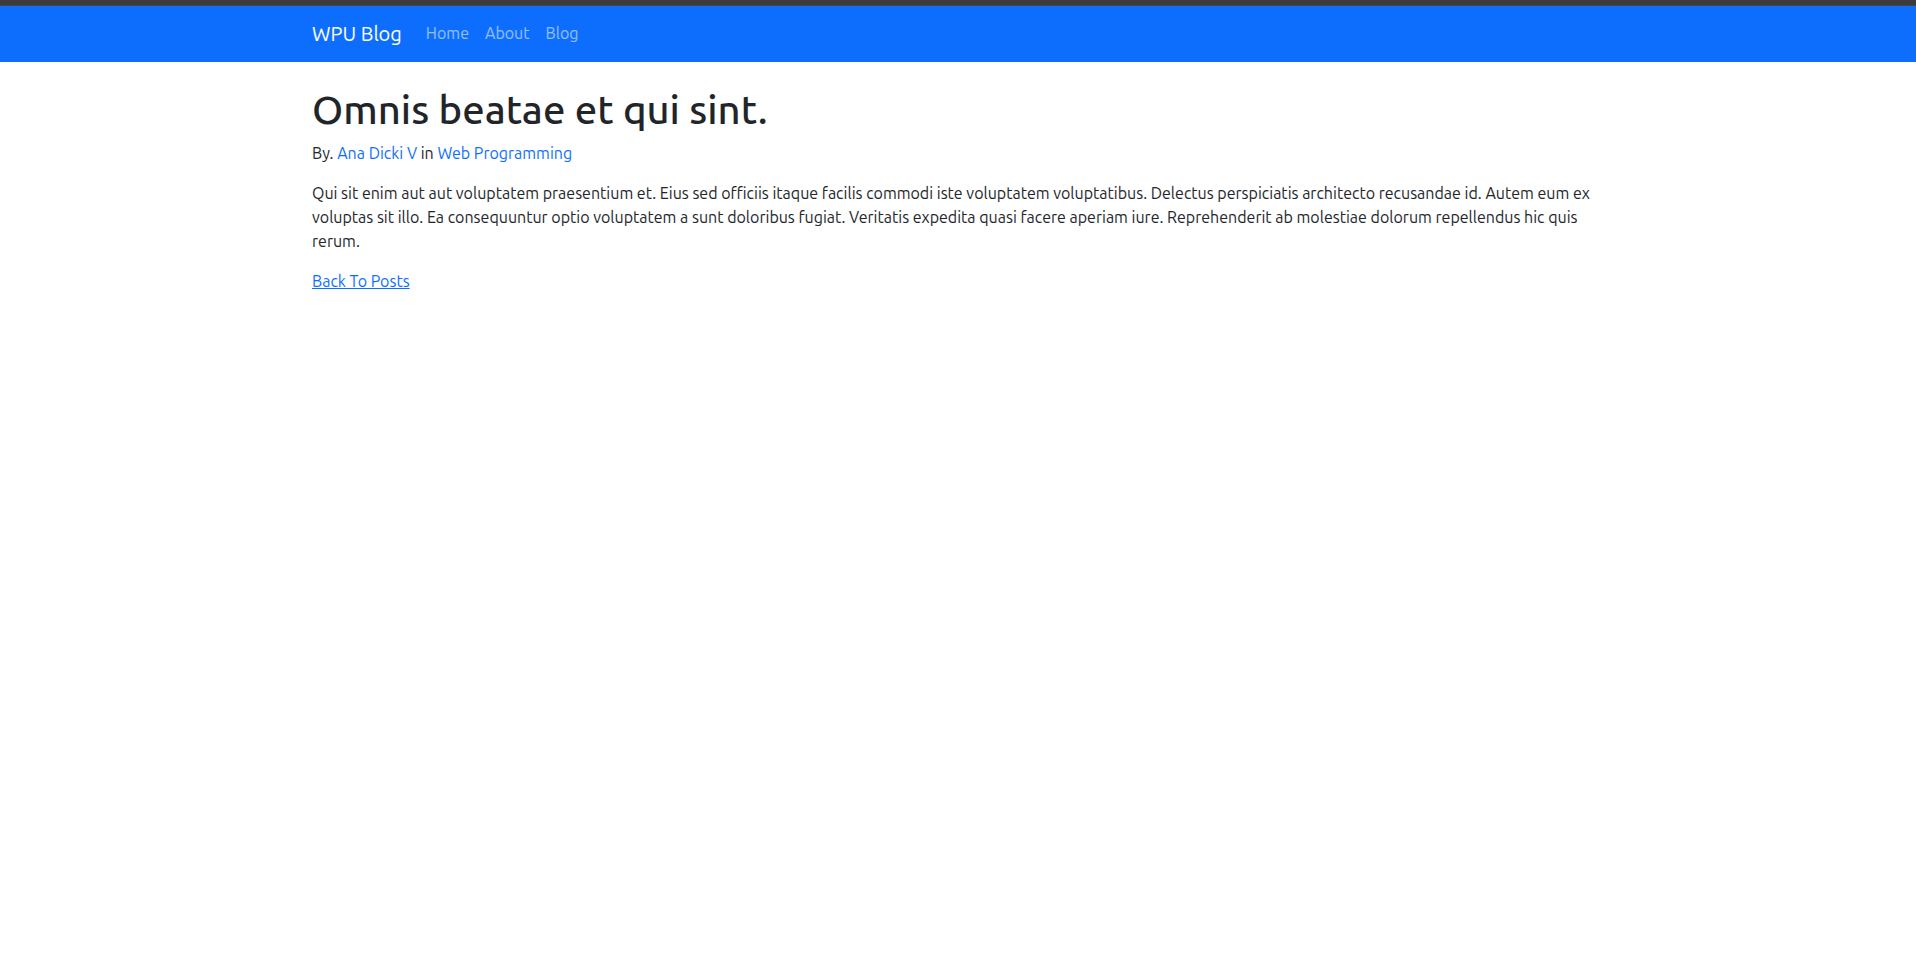 WPU Blog Home About Blog
Omnis beatae et qui sint.
By. Ana Dicki V in Web Programming
Qui sit enim aut aut voluptatem praesentium et. Eius sed officiis itaque facilis commodi iste voluptatem voluptatibus. Delectus perspiciatis architecto recusandae id. Autem eum ex
voluptas sit illo. Ea consequuntur optio voluptatem a sunt doloribus fugiat. Veritatis expedita quasi facere aperiam iure. Reprehenderit ab molestiae dolorum repellendus hic quis
rerum.
Back To Posts